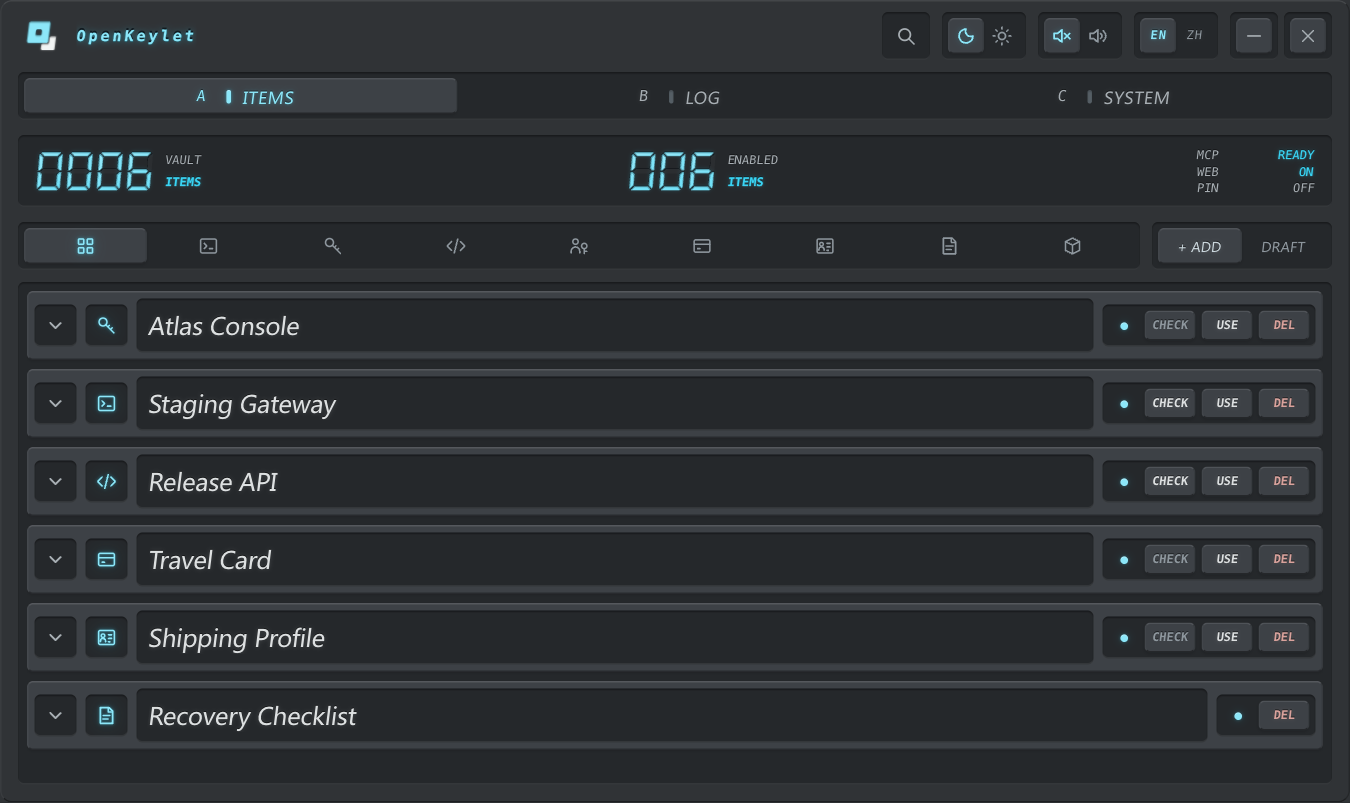 OpenKeylet
EN ZH
A ITEMS B LOG C SYSTEM
0006 VAULT ITEMS
006 ENABLED ITEMS
MCP READY
WEB ON
PIN OFF
+ ADD DRAFT
Atlas Console CHECK USE DEL
Staging Gateway CHECK USE DEL
Release API CHECK USE DEL
Travel Card CHECK USE DEL
Shipping Profile CHECK USE DEL
Recovery Checklist DEL